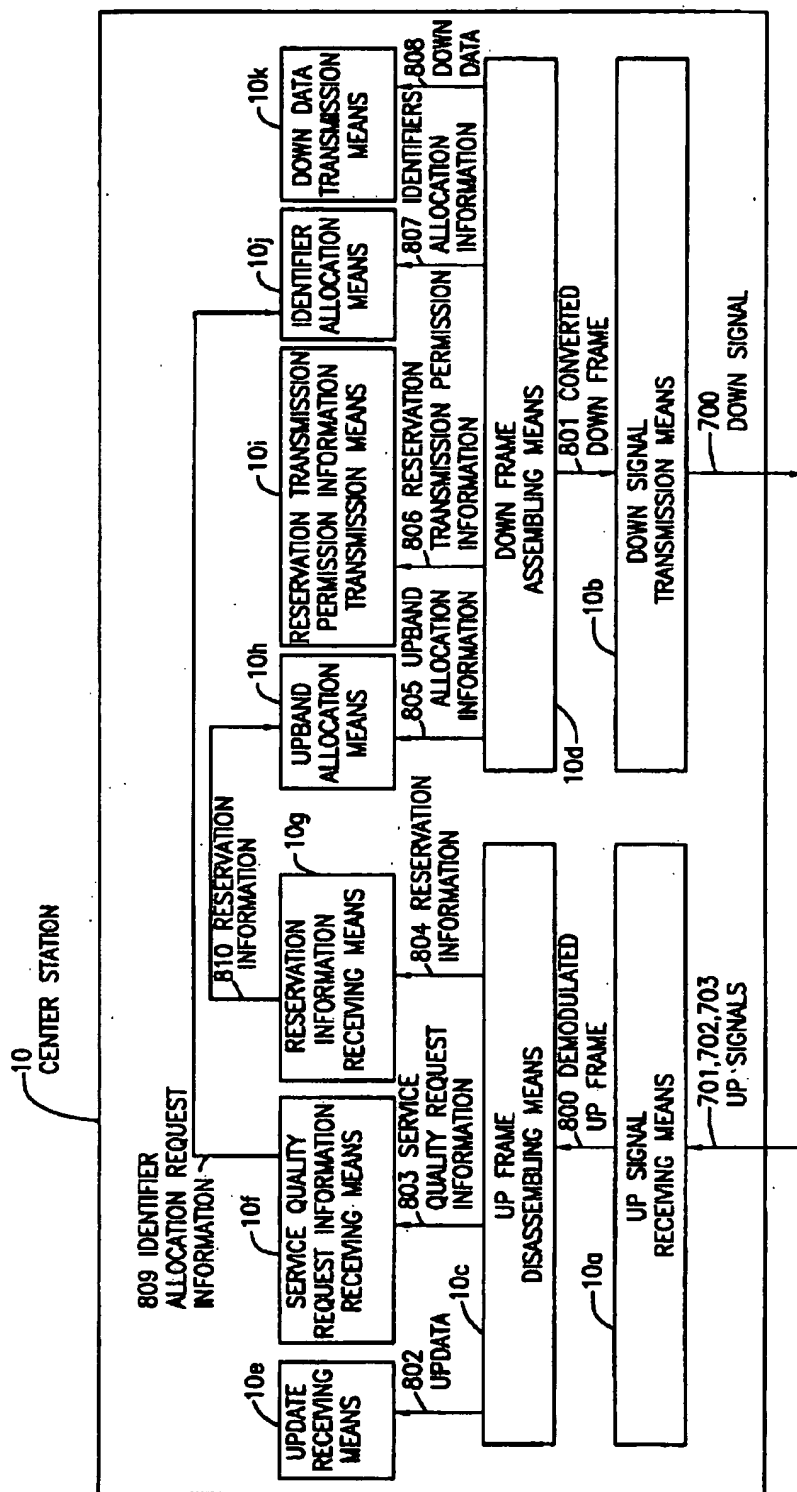 10
CENTER STATION
809 IDENTIFIER
ALLOCATION REQUEST
INFORMATION
810 RESERVATION
INFORMATION
10e
UPDATE
RECEIVING
MEANS
10f
SERVICE QUALITY
REQUEST INFORMATION
RECEIVING MEANS
10g
RESERVATION
INFORMATION
RECEIVING MEANS
10h
UPBAND
ALLOCATION
MEANS
10i
RESERVATION TRANSMISSION
PERMISSION INFORMATION
TRANSMISSION MEANS
10j
IDENTIFIER
ALLOCATION
MEANS
10k
DOWN DATA
TRANSMISSION
MEANS
802 UPDATA
803 SERVICE
QUALITY REQUEST
INFORMATION
804 RESERVATION
INFORMATION
805 UPBAND
ALLOCATION
INFORMATION
806 RESERVATION
TRANSMISSION PERMISSION
INFORMATION
807 IDENTIFIERS
ALLOCATION
INFORMATION
808 DOWN
DATA
10c
UP FRAME
DISASSEMBLING MEANS
10d
DOWN FRAME
ASSEMBLING MEANS
800 DEMODULATED
UP FRAME
801 CONVERTED
DOWN FRAME
10a
UP SIGNAL
RECEIVING MEANS
10b
DOWN SIGNAL
TRANSMISSION MEANS
701,702,703
UP SIGNALS
700 DOWN SIGNAL